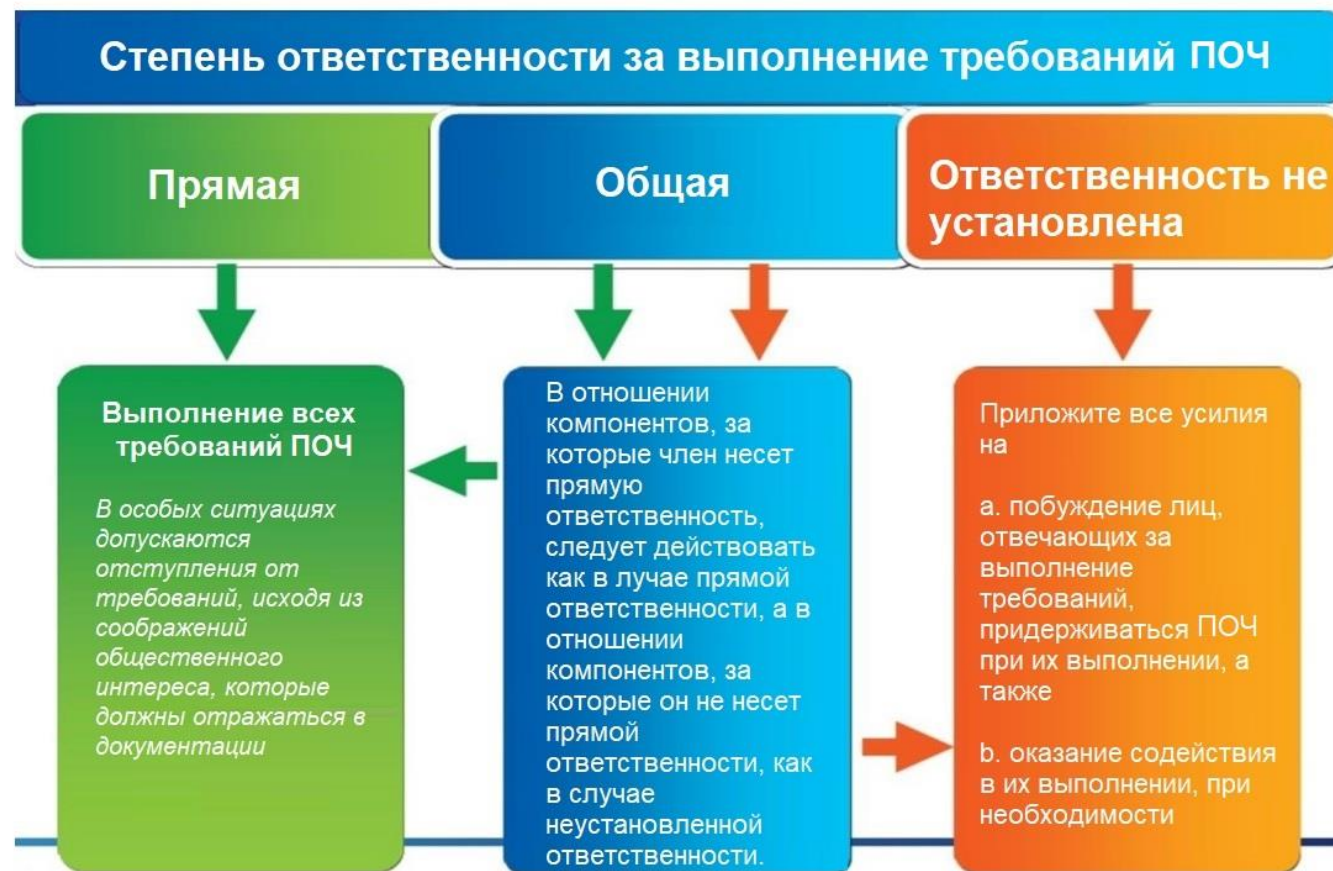 Степень ответственности за выполнение требований ПОЧ
Прямая
Общая
Ответственность не
установлена
Выполнение всех
требований ПОЧ
В особых ситуациях
допускаются
отступления от
требований, исходя из
соображений
общественного
интереса, которые
должны отражаться в
документации
В отношении
компонентов, за
которые член несет
прямую
ответственность,
следует действовать
как в лучае прямой
ответственности, а в
отношении
компонентов, за
которые он не несет
прямой
ответственности, как
в случае
неустановленной
ответственности.
Приложите все усилия
на
a. побуждение лиц,
отвечающих за
выполнение
требований,
придерживаться ПОЧ
при их выполнении, а
также
b. оказание содействия
в их выполнении, при
необходимости